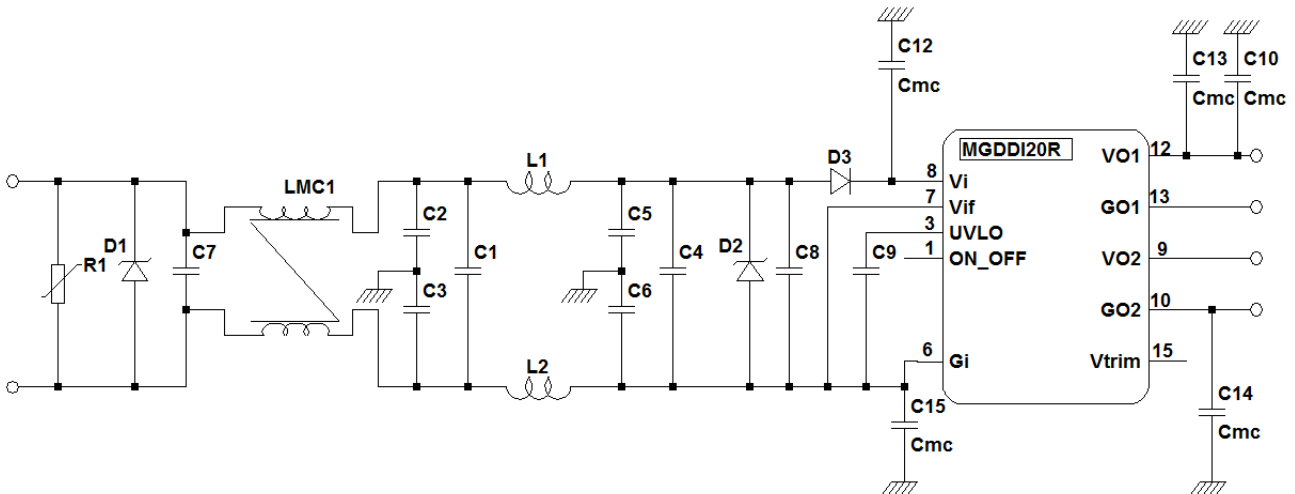 C12
Cmc
C13
Cmc
C10
Cmc
MGDDI20R
D3
L1
LMC1
R1
D1
C7
C2
C3
C1
C5
C6
C4
D2
C8
C9
8
Vi
7
Vif
3
UVLO
1
ON_OFF
6
Gi
VO1
12
GO1
13
VO2
9
GO2
10
Vtrim
15
L2
C15
Cmc
C14
Cmc